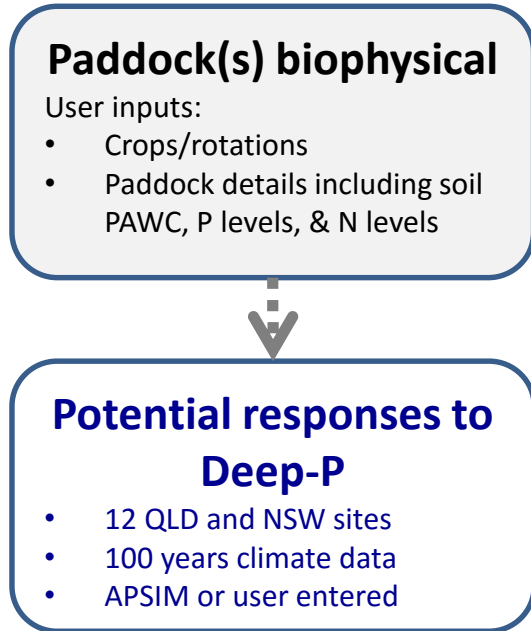 Paddock(s) biophysical
User inputs:
• Crops/rotations
• Paddock details including soil
PAWC, P levels, & N levels
Potential responses to
Deep-P
• 12 QLD and NSW sites
• 100 years climate data
• APSIM or user entered